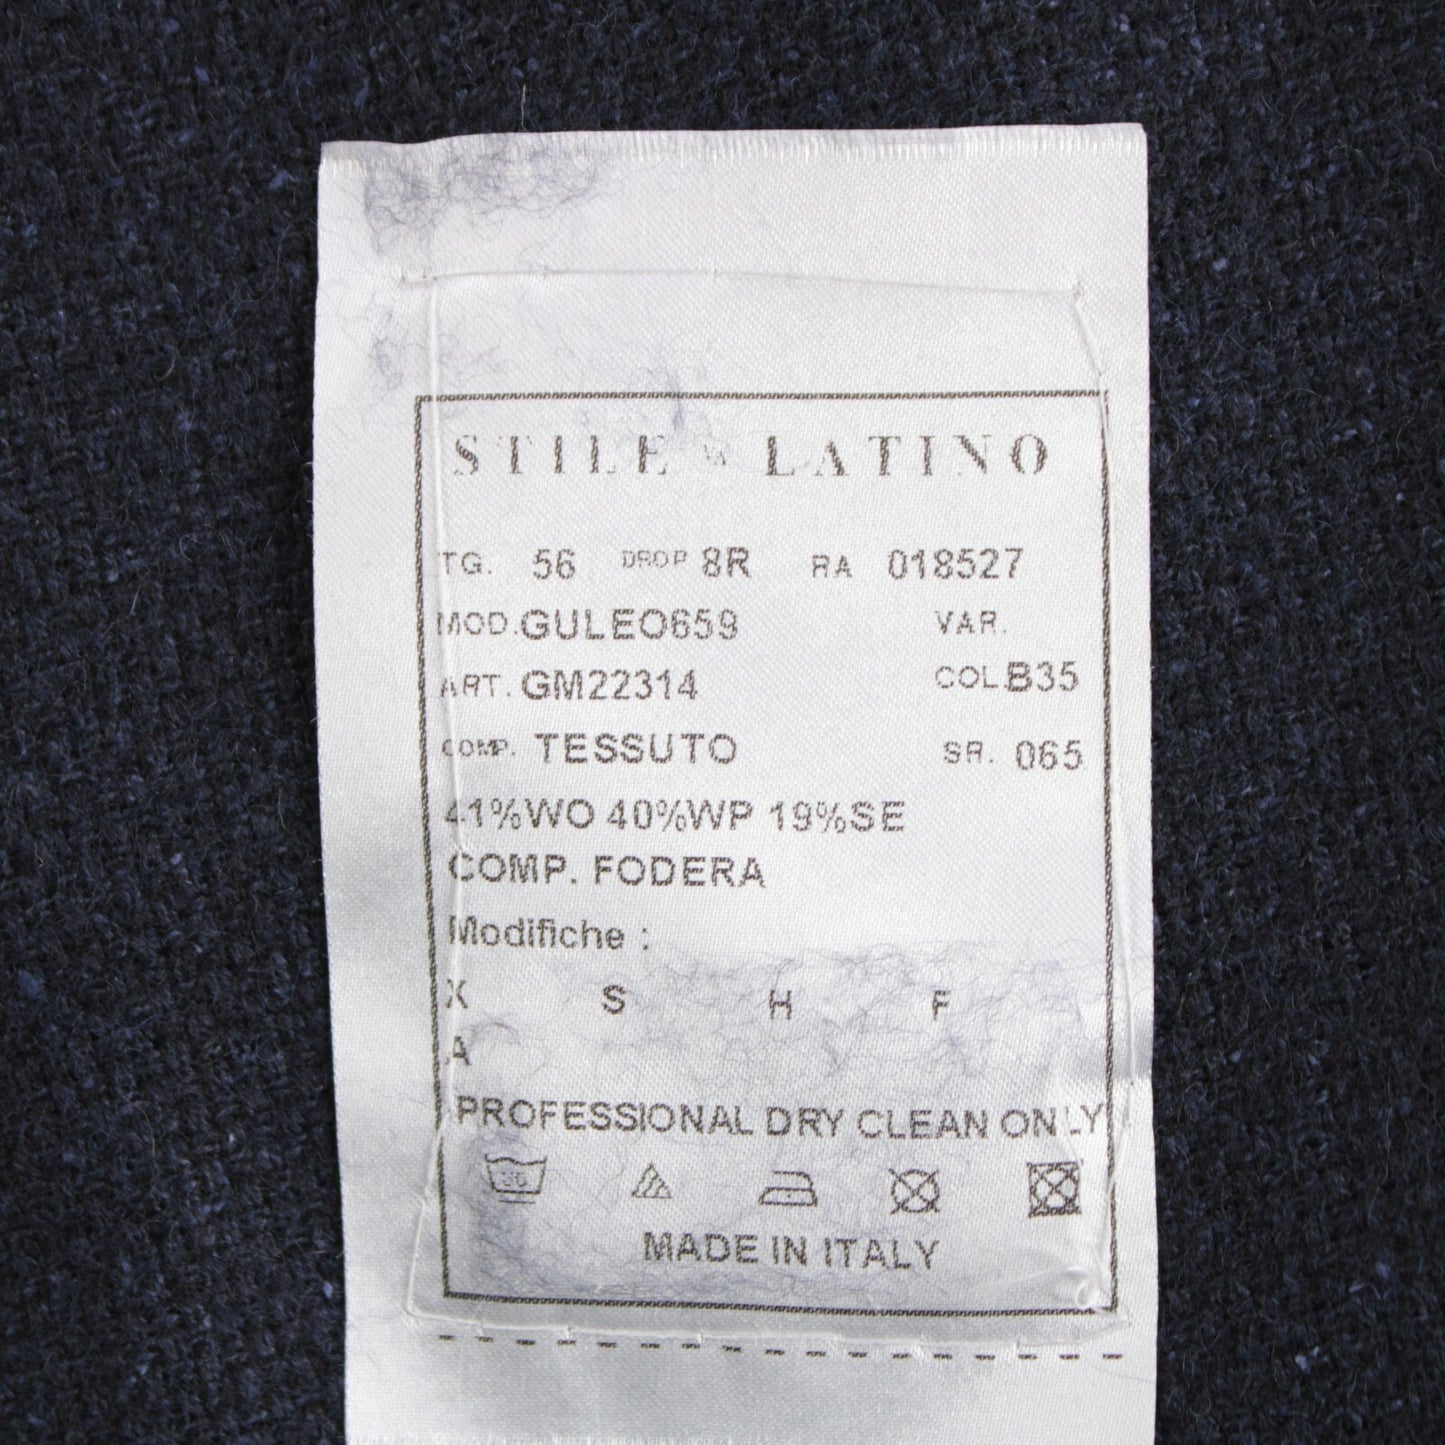 STILE LATINO
TG. 56 DROP 8R RA 018527
MOD. GULEO659 VAR.
ART. GM22314 COL. B35
COMP. TESSUTO SR. 065
41%WO 40%WP 19%SE
COMP. FODERA
Modifiche :
X S H F
A
PROFESSIONAL DRY CLEAN ONLY
30
MADE IN ITALY